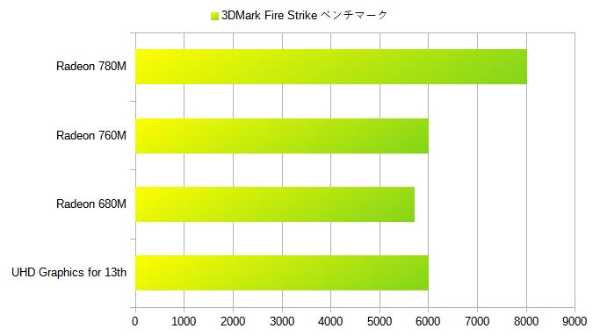 3DMark Fire Strike ベンチマーク
Radeon 780M
Radeon 760M
Radeon 680M
UHD Graphics for 13th
0 1000 2000 3000 4000 5000 6000 7000 8000 9000